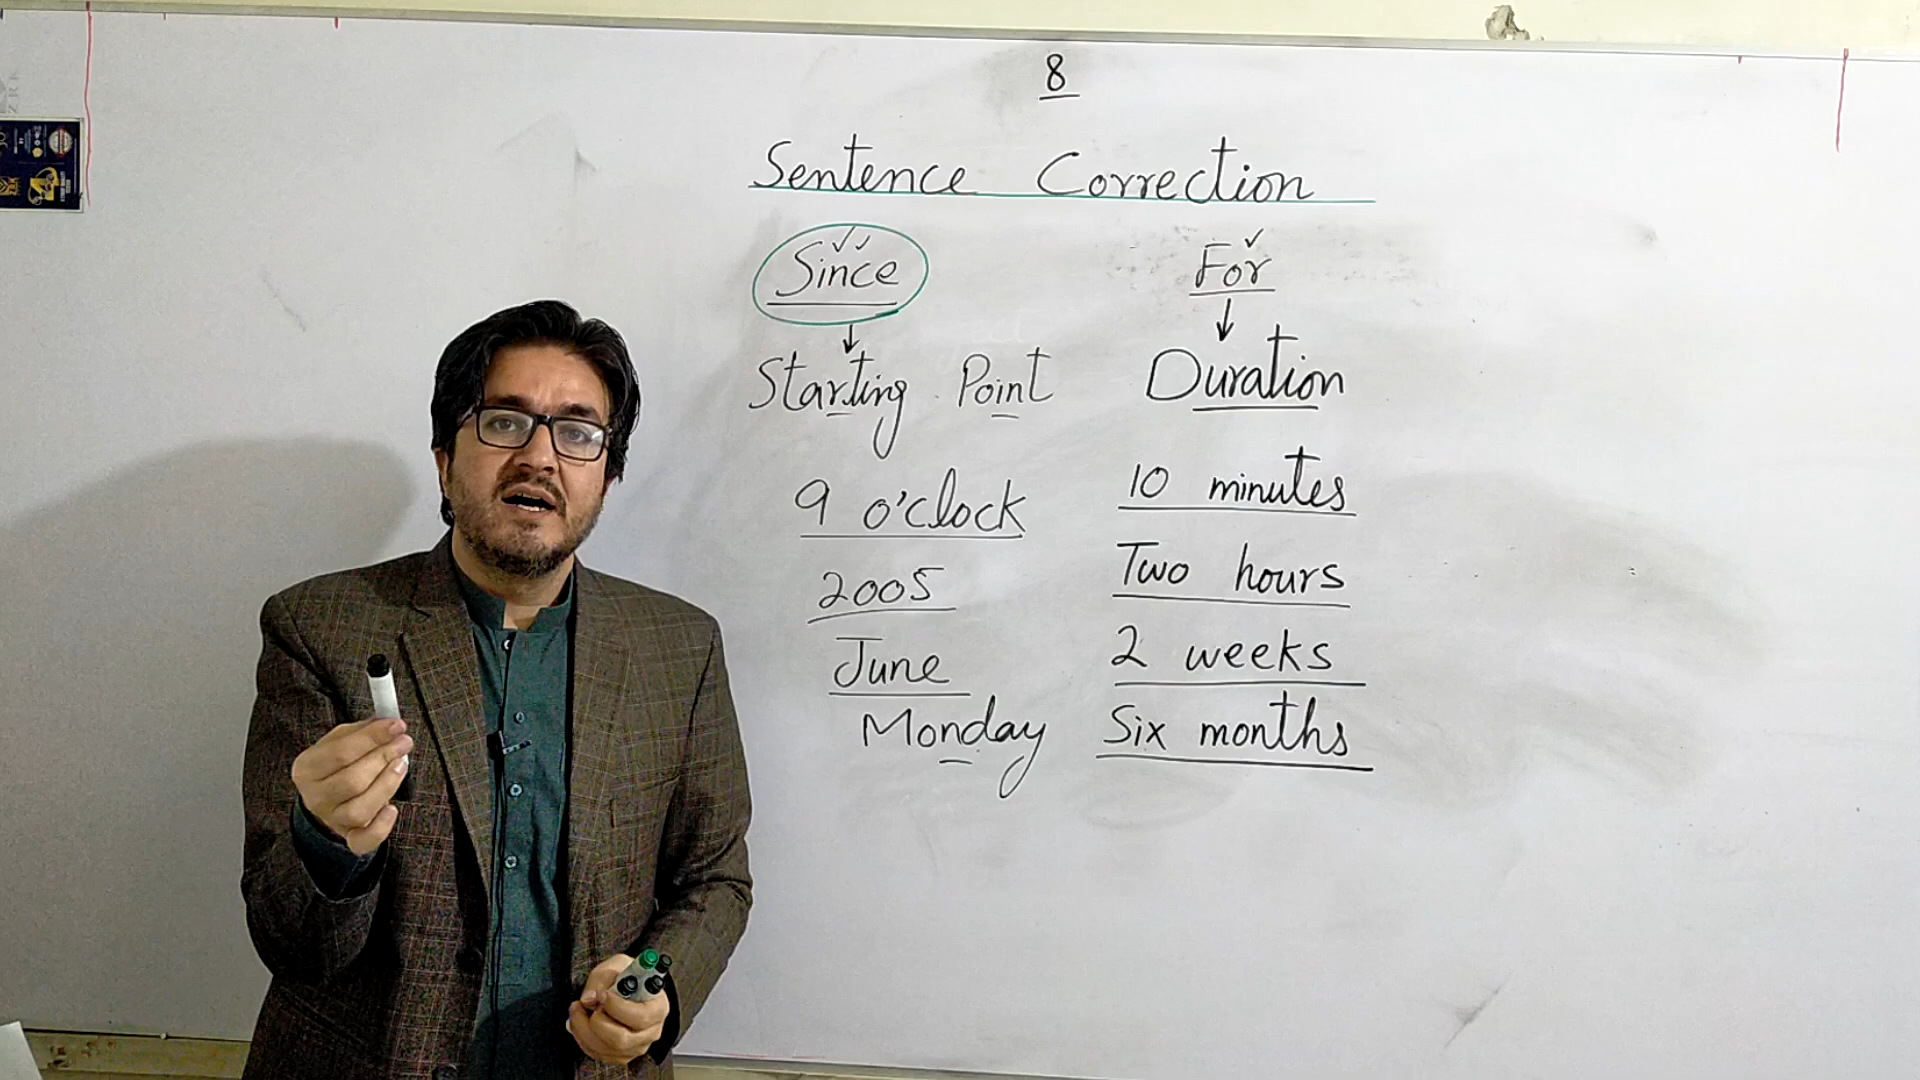 8
Sentence Correction
Since For
Starting Point Duration
9 o'clock 10 minutes
2005 Two hours
June 2 weeks
Monday Six months